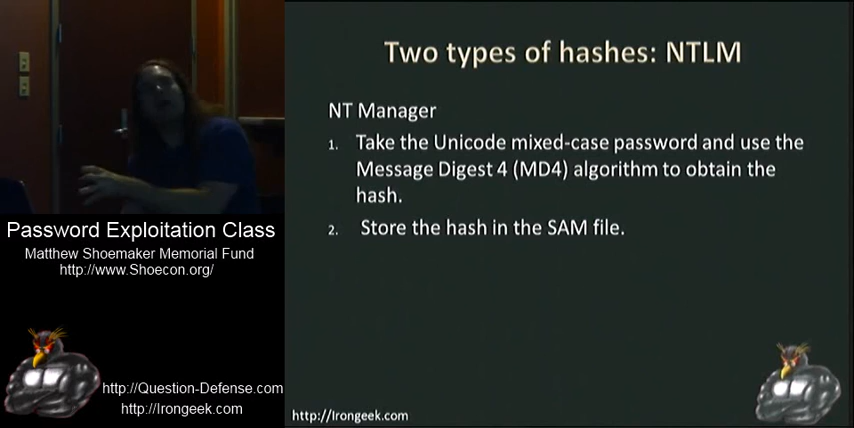 Two types of hashes: NTLM
NT Manager
1. Take the Unicode mixed-case password and use the
Message Digest 4 (MD4) algorithm to obtain the
hash.
2. Store the hash in the SAM file.
Password Exploitation Class
Matthew Shoemaker Memorial Fund
http://www.Shoecon.org/
http://Question-Defense.com
http://Irongeek.com
http://Irongeek.com